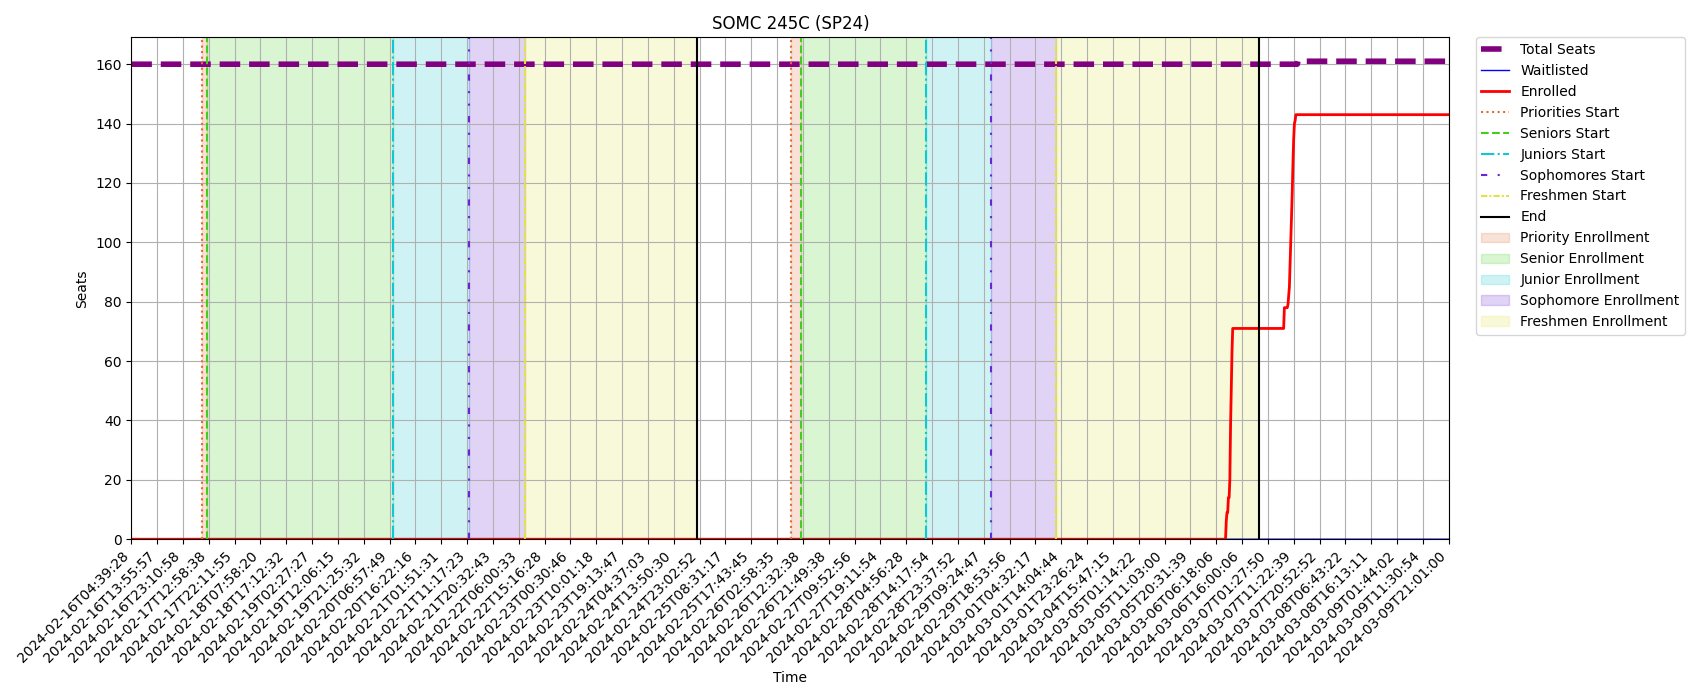 SOMC 245C (SP24)
Seats
160
140
120
100
80
60
40
20
0
2024-02-16T04:39:28
2024-02-16T13:55:57
2024-02-16T23:10:58
2024-02-17T12:58:38
2024-02-17T22:11:55
2024-02-18T07:58:20
2024-02-18T17:12:32
2024-02-19T02:27:27
2024-02-19T12:06:15
2024-02-19T21:25:32
2024-02-20T06:57:49
2024-02-20T16:22:16
2024-02-21T01:51:31
2024-02-21T11:17:23
2024-02-21T20:32:43
2024-02-22T06:00:33
2024-02-22T15:16:28
2024-02-23T00:30:46
2024-02-23T10:01:18
2024-02-23T19:13:47
2024-02-24T04:37:03
2024-02-24T13:50:30
2024-02-24T23:02:52
2024-02-25T08:31:17
2024-02-25T17:43:45
2024-02-26T02:58:35
2024-02-26T12:32:38
2024-02-26T21:49:38
2024-02-27T09:52:56
2024-02-27T19:11:54
2024-02-28T04:56:28
2024-02-28T14:17:54
2024-02-28T23:37:52
2024-02-29T09:24:47
2024-02-29T18:53:56
2024-03-01T04:32:17
2024-03-01T14:04:44
2024-03-01T23:26:24
2024-03-04T15:47:15
2024-03-05T01:14:22
2024-03-05T11:03:00
2024-03-05T20:31:39
2024-03-06T06:18:06
2024-03-06T16:00:06
2024-03-07T01:27:50
2024-03-07T11:22:39
2024-03-07T20:52:52
2024-03-08T06:43:22
2024-03-08T16:13:11
2024-03-09T01:44:02
2024-03-09T11:30:54
2024-03-09T21:01:00
Time
Total Seats
Waitlisted
Enrolled
Priorities Start
Seniors Start
Juniors Start
Sophomores Start
Freshmen Start
End
Priority Enrollment
Senior Enrollment
Junior Enrollment
Sophomore Enrollment
Freshmen Enrollment